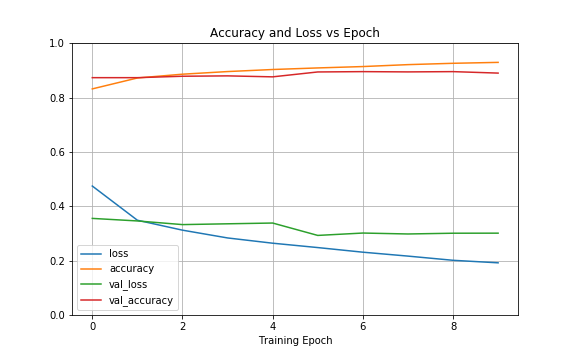 Accuracy and Loss vs Epoch
1.0
0.8
0.6
0.4
0.2
0.0
loss
accuracy
val_loss
val_accuracy
0 2 4 6 8
Training Epoch